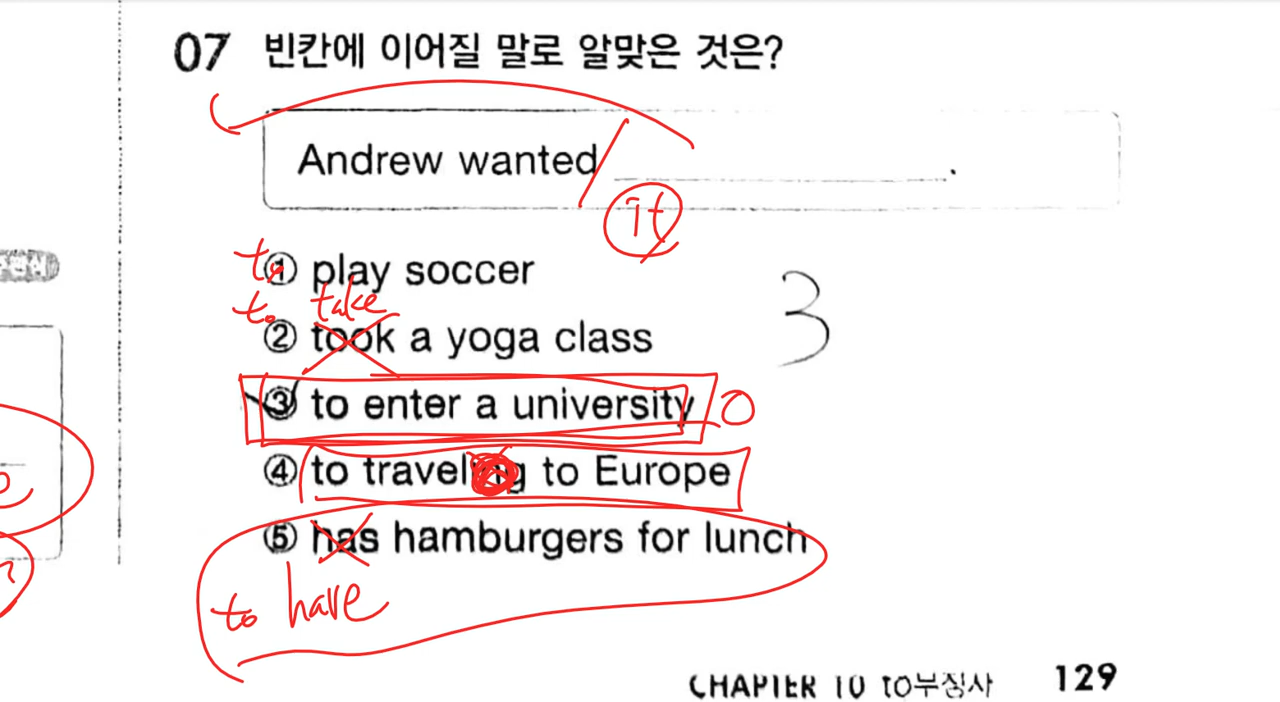 07 빈칸에 이어질 말로 알맞은 것은?
Andrew wanted ____________.
it
to ① play soccer
to take
② took a yoga class
3
③ to enter a university
④ to traveling to Europe
⑤ has hamburgers for lunch
to have
CHAPTER 10 to부정사 129